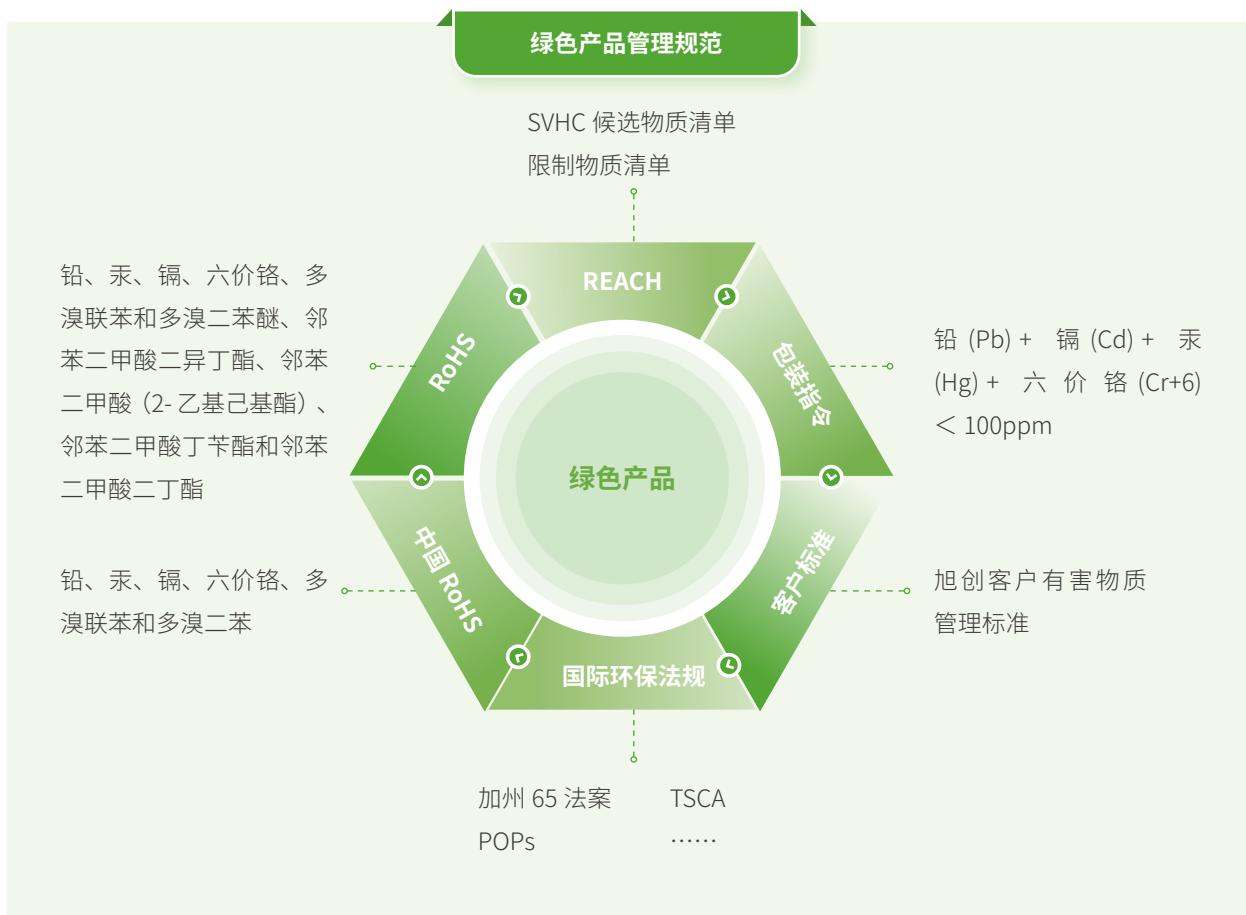 绿色产品管理规范
SVHC 候选物质清单
限制物质清单
REACH
RoHS
铅、汞、镉、六价铬、多
溴联苯和多溴二苯醚、邻
苯二甲酸二异丁酯、邻苯
二甲酸（2- 乙基己基酯）、
邻苯二甲酸丁苄酯和邻苯
二甲酸二丁酯
包装指令
铅 (Pb) + 镉 (Cd) + 汞
(Hg) + 六 价 铬 (Cr+6)
＜ 100ppm
绿色产品
中国 RoHS
铅、汞、镉、六价铬、多
溴联苯和多溴二苯
客户标准
旭创客户有害物质
管理标准
国际环保法规
加州 65 法案 TSCA
POPs ……